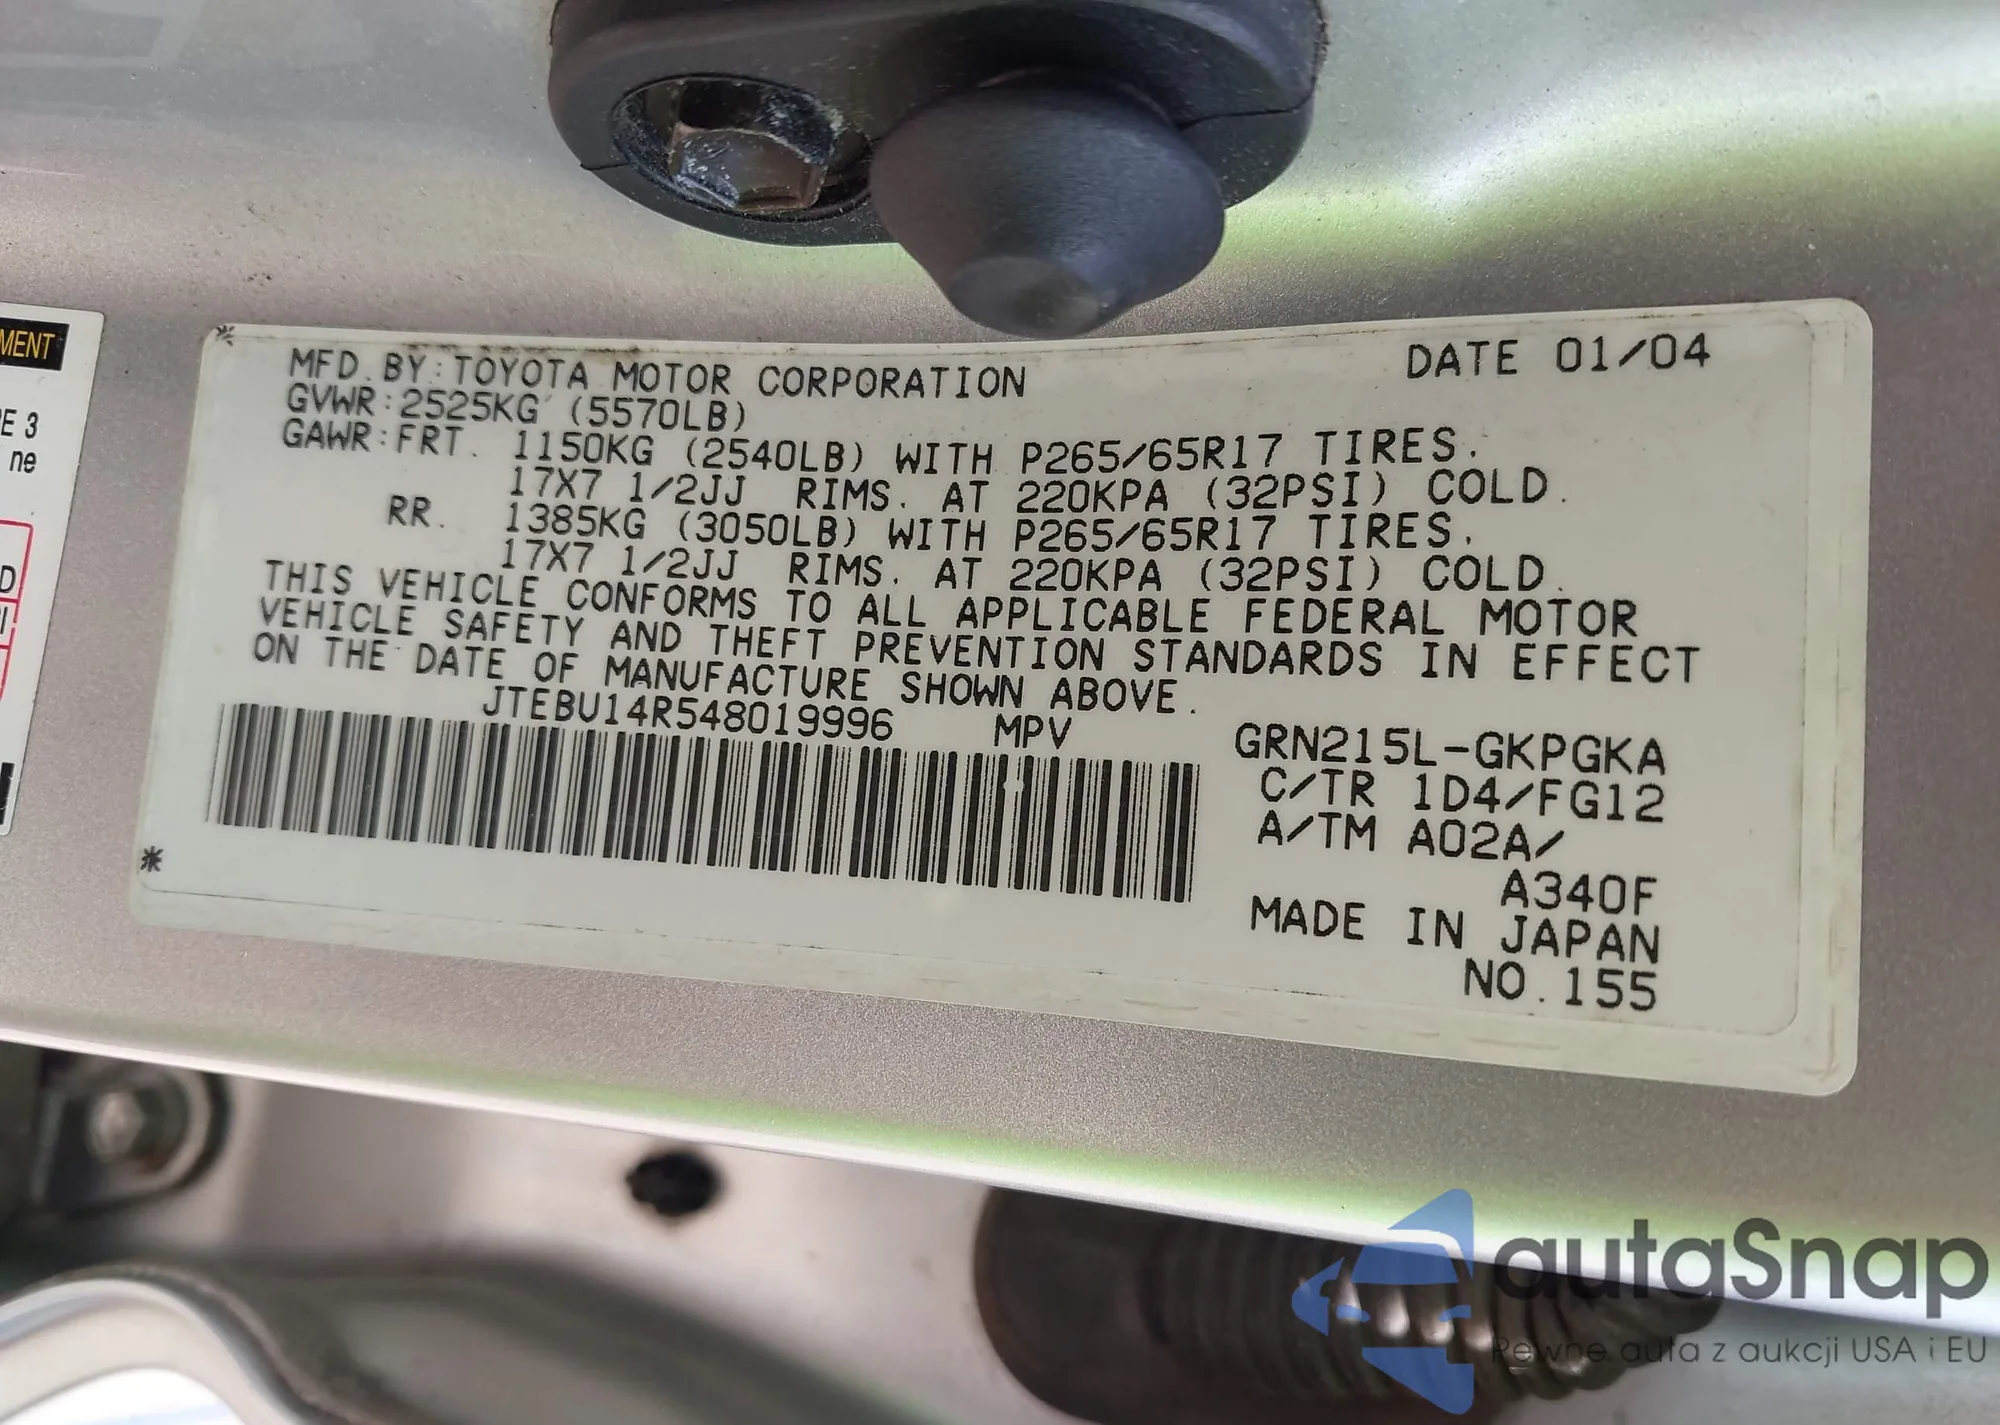 MENT
E 3
ne
D
MFD.BY:TOYOTA MOTOR CORPORATION
DATE 01/04
GVWR:2525KG (5570LB)
GAWR:FRT. 1150KG (2540LB) WITH P265/65R17 TIRES.
17X7 1/2JJ RIMS. AT 220KPA (32PSI) COLD.
RR. 1385KG (3050LB) WITH P265/65R17 TIRES.
17X7 1/2JJ RIMS. AT 220KPA (32PSI) COLD.
THIS VEHICLE CONFORMS TO ALL APPLICABLE FEDERAL MOTOR
VEHICLE SAFETY AND THEFT PREVENTION STANDARDS IN EFFECT
ON THE DATE OF MANUFACTURE SHOWN ABOVE.
JTEBU14R548019996 MPV
GRN215L-GKPGKA
C/TR 1D4/FG12
A/TM A02A/
A340F
MADE IN JAPAN
NO.155
autaSnap
Pewne auta z aukcji USA i EU